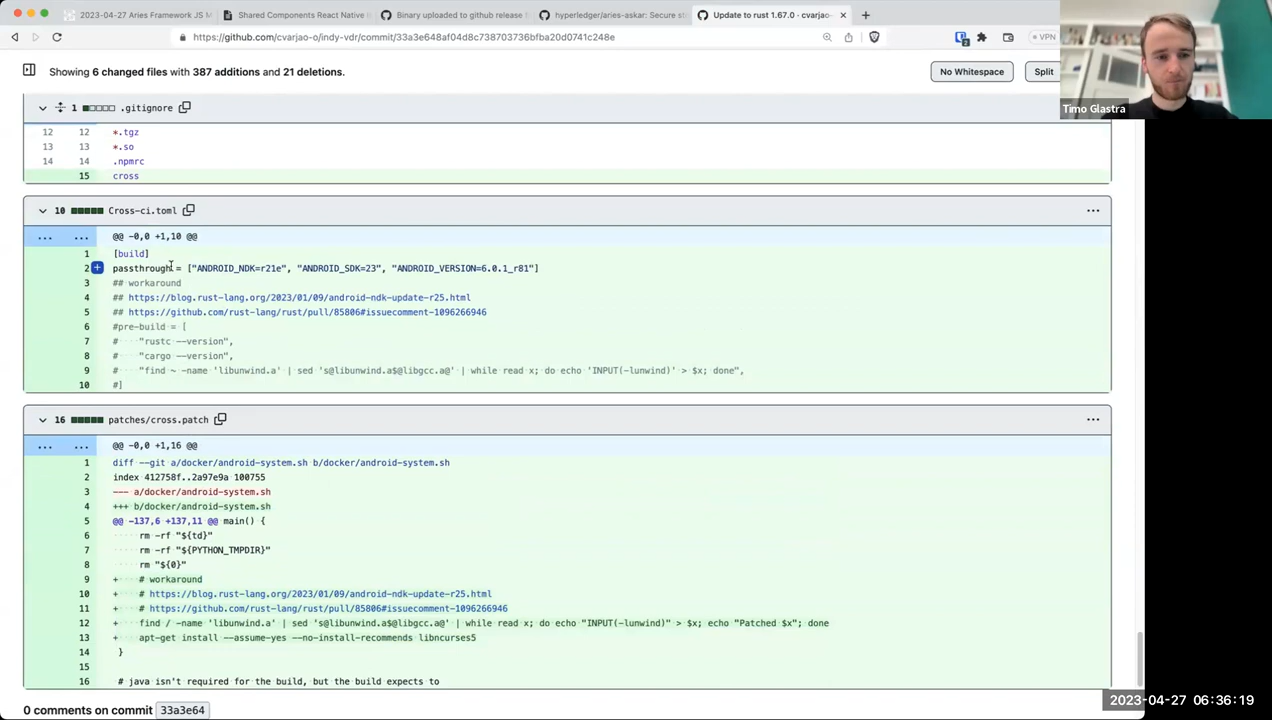 2023-04-27 Aries Framework JS M
Shared Components React Native
Binary uploaded to github release
hyperledger/aries-askar: Secure st
Update to rust 1.67.0 · cvarjao-
https://github.com/cvarjao-o/indy-vdr/commit/33a3e648af04d8c738703736bfba20d0741c248e
VPN
Showing 6 changed files with 387 additions and 21 deletions.
No Whitespace
Split
Timo Glastra
1 .gitignore
12 12 *.tgz
13 13 *.so
14 14 .npmrc
15 cross
10 Cross-ci.toml
... ... @@ -0,0 +1,10 @@
1 [build]
2 passthrough = ["ANDROID_NDK=r21e", "ANDROID_SDK=23", "ANDROID_VERSION=6.0.1_r81"]
3 ## workaround
4 ## https://blog.rust-lang.org/2023/01/09/android-ndk-update-r25.html
5 ## https://github.com/rust-lang/rust/pull/85806#issuecomment-1096266946
6 #pre-build = [
7 # "rustc --version",
8 # "cargo --version",
9 # "find ~ -name 'libunwind.a' | sed 's@libunwind.a$@libgcc.a@' | while read x; do echo 'INPUT(-lunwind)' > $x; done",
10 #]
16 patches/cross.patch
... ... @@ -0,0 +1,16 @@
1 diff --git a/docker/android-system.sh b/docker/android-system.sh
2 index 412758f..2a97e9a 100755
3 --- a/docker/android-system.sh
4 +++ b/docker/android-system.sh
5 @@ -137,6 +137,11 @@ main() {
6 rm -rf "${td}"
7 rm -rf "${PYTHON_TMPDIR}"
8 rm "${0}"
9 + # workaround
10 + # https://blog.rust-lang.org/2023/01/09/android-ndk-update-r25.html
11 + # https://github.com/rust-lang/rust/pull/85806#issuecomment-1096266946
12 + find / -name 'libunwind.a' | sed 's@libunwind.a$@libgcc.a@' | while read x; do echo "INPUT(-lunwind)" > $x; echo "Patched $x"; done
13 + apt-get install --assume-yes --no-install-recommends libncurses5
14 }
15
16 # java isn't required for the build, but the build expects to
0 comments on commit 33a3e64
2023-04-27 06:36:19